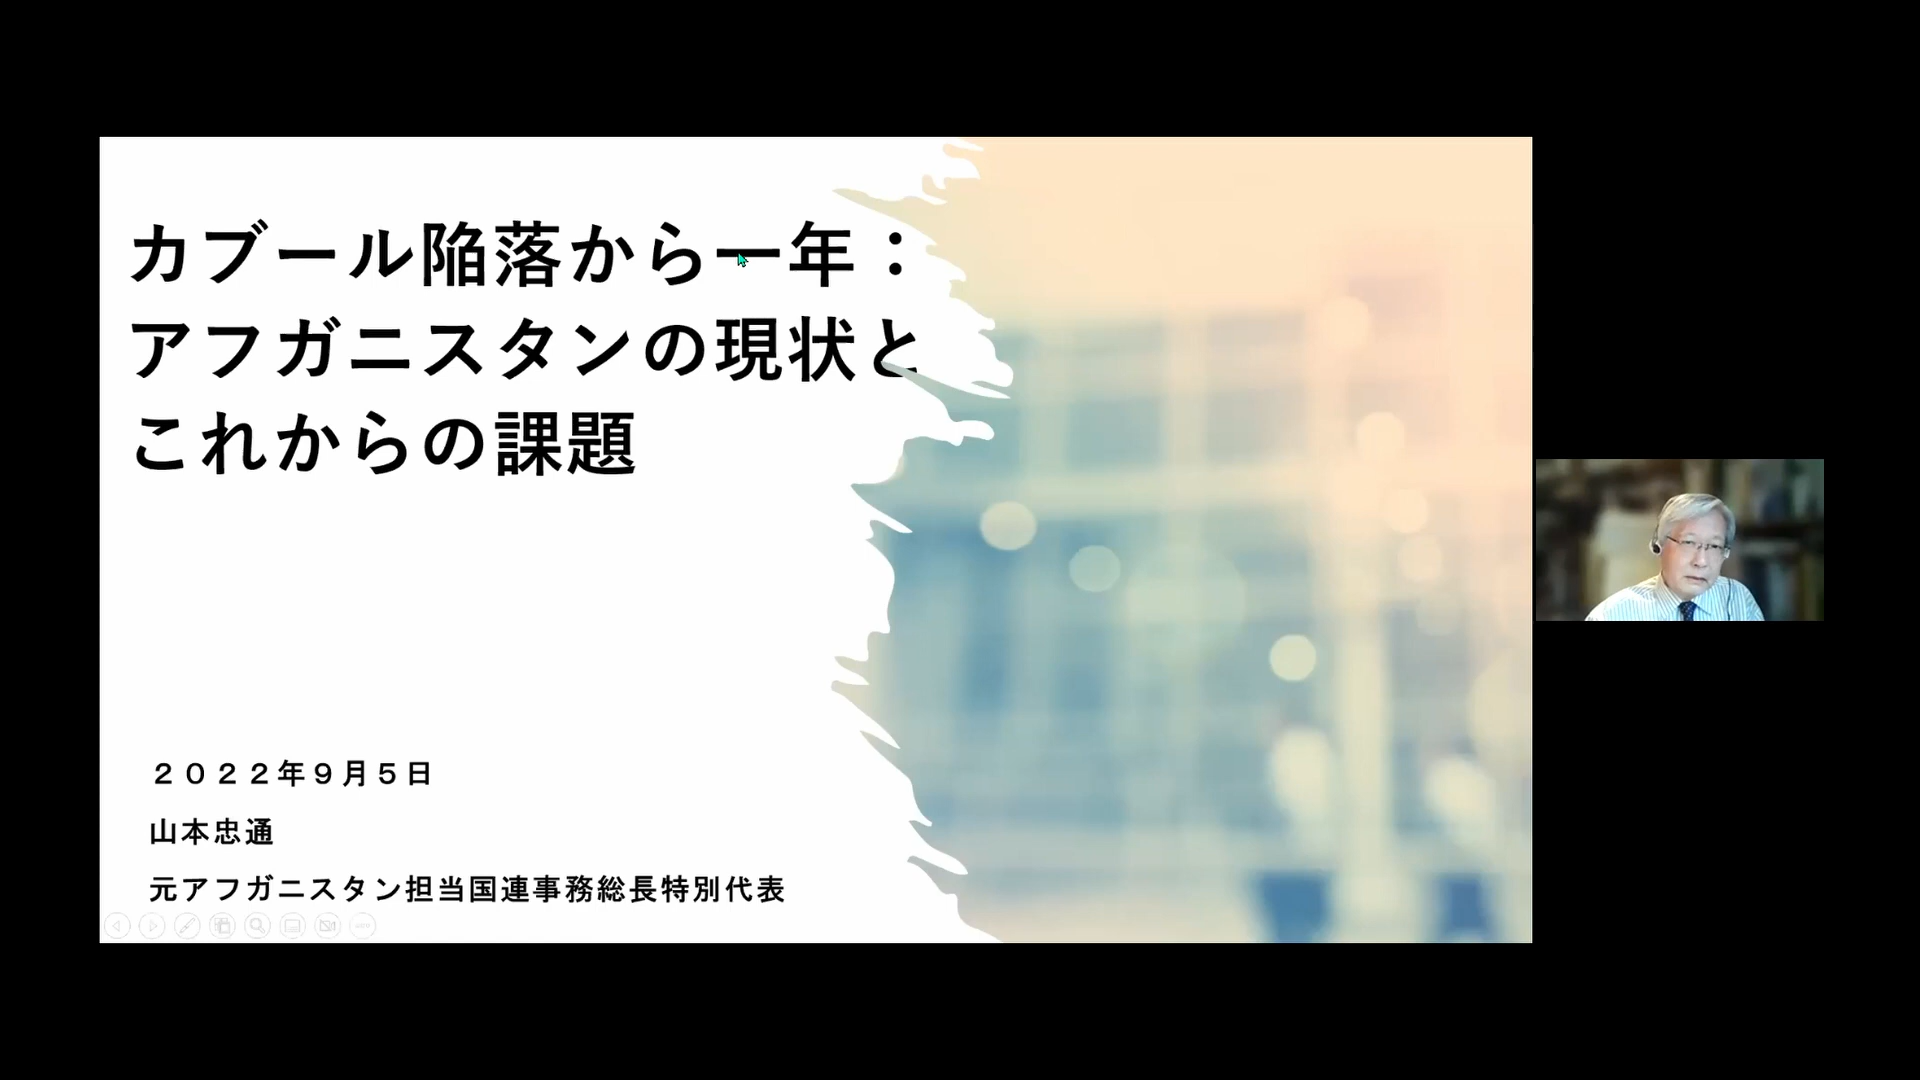 カブール陥落から一年：
アフガニスタンの現状と
これからの課題
２０２２年９月５日
山本忠通
元アフガニスタン担当国連事務総長特別代表